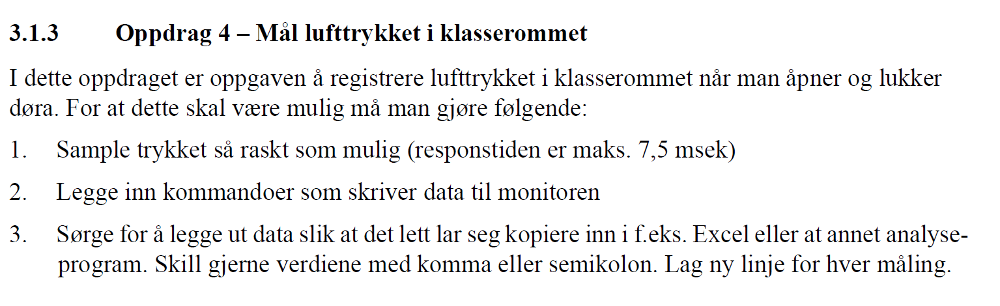 3.1.3 Oppdrag 4 – Mål lufttrykket i klasserommet
I dette oppdraget er oppgaven å registrere lufttrykket i klasserommet når man åpner og lukker
døra. For at dette skal være mulig må man gjøre følgende:
1. Sample trykket så raskt som mulig (responstiden er maks. 7,5 msek)
2. Legge inn kommandoer som skriver data til monitoren
3. Sørge for å legge ut data slik at det lett lar seg kopiere inn i f.eks. Excel eller at annet analyse-
program. Skill gjerne verdiene med komma eller semikolon. Lag ny linje for hver måling.